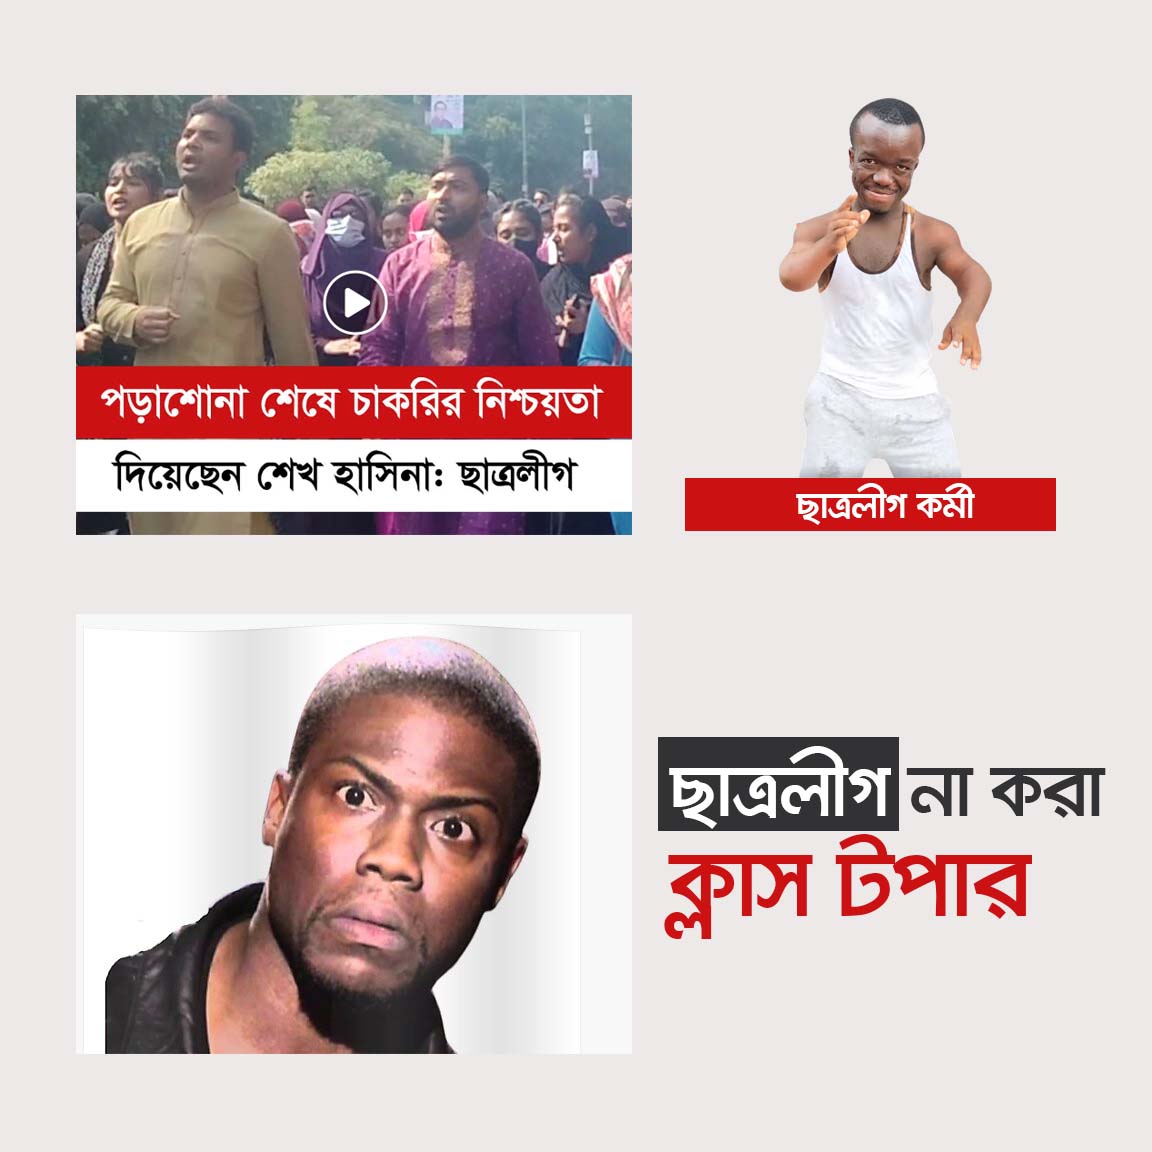 পড়াশোনা শেষে চাকরির নিশ্চয়তা
দিয়েছেন শেখ হাসিনা: ছাত্রলীগ
ছাত্রলীগ কর্মী
ছাত্রলীগ না করা
ক্লাস টপার